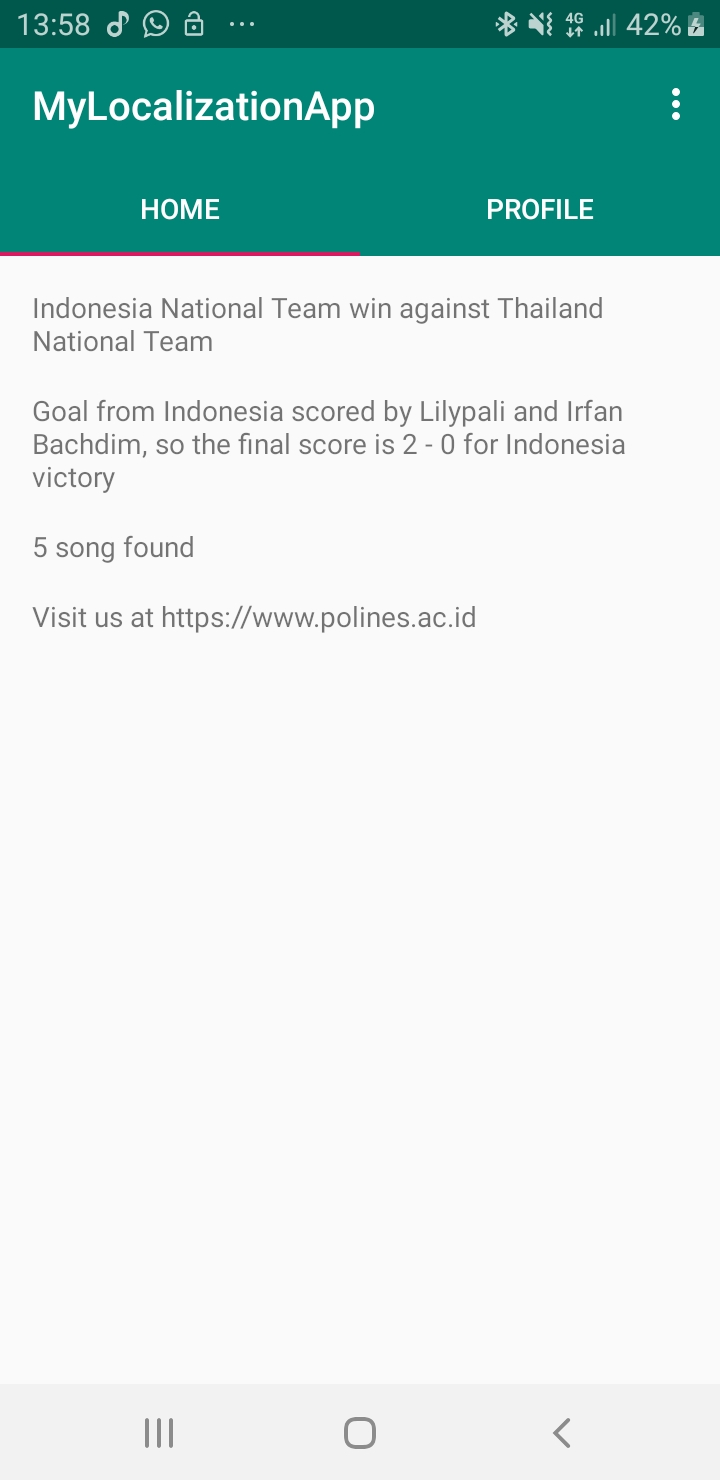 13:58
4G
42%
MyLocalizationApp
HOME
PROFILE
Indonesia National Team win against Thailand
National Team
Goal from Indonesia scored by Lilypali and Irfan
Bachdim, so the final score is 2 - 0 for Indonesia
victory
5 song found
Visit us at https://www.polines.ac.id